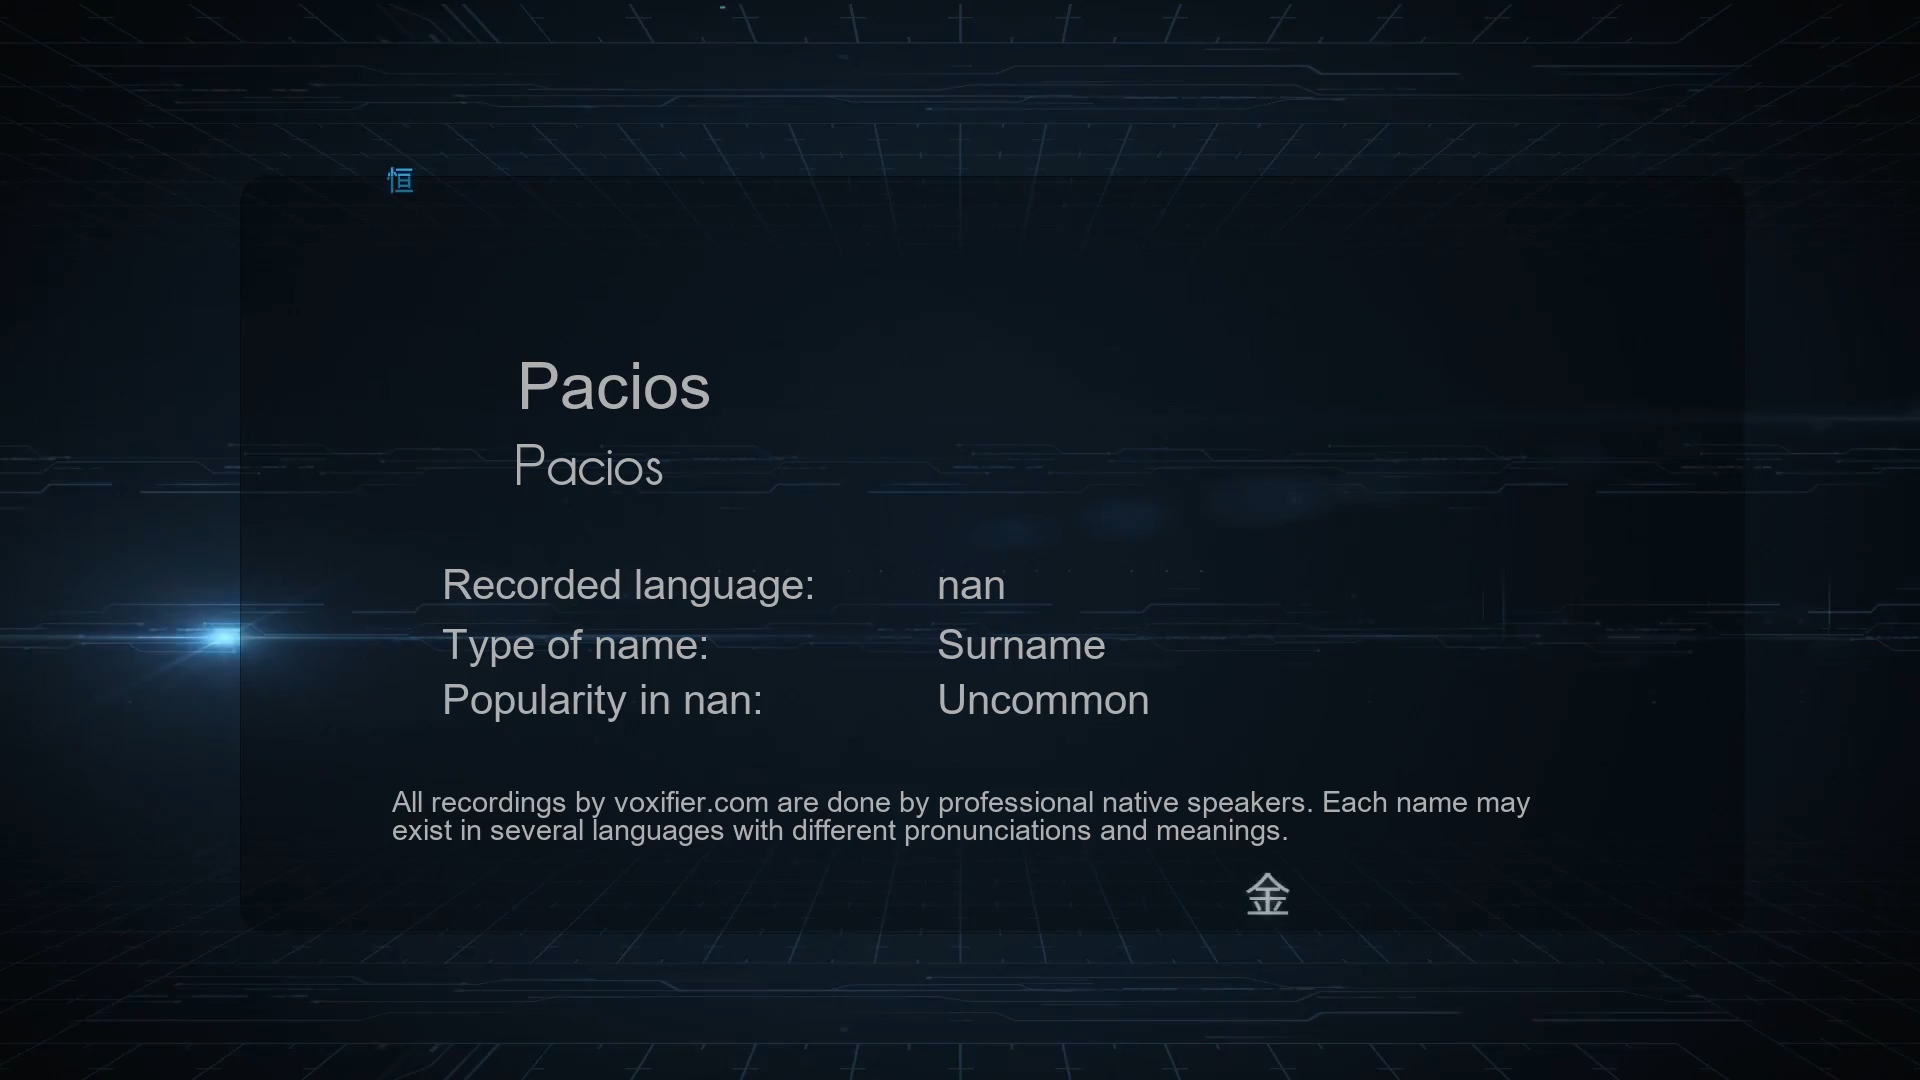 恒
Pacios
Pacios
Recorded language: nan
Type of name: Surname
Popularity in nan: Uncommon
All recordings by voxifier.com are done by professional native speakers. Each name may
exist in several languages with different pronunciations and meanings.
金